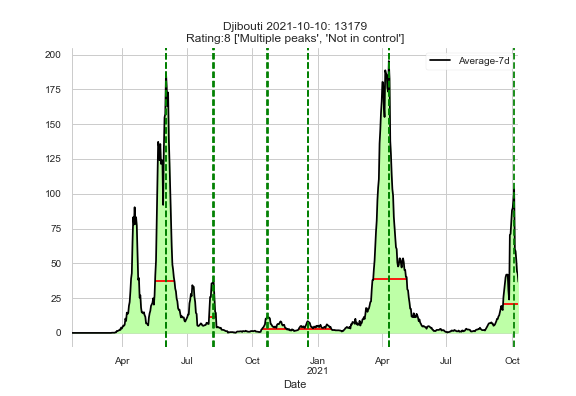 Djibouti 2021-10-10: 13179
Rating:8 ['Multiple peaks', 'Not in control']
Average-7d
200
175
150
125
100
75
50
25
0
Apr
Jul
Oct
Jan
2021
Apr
Jul
Oct
Date